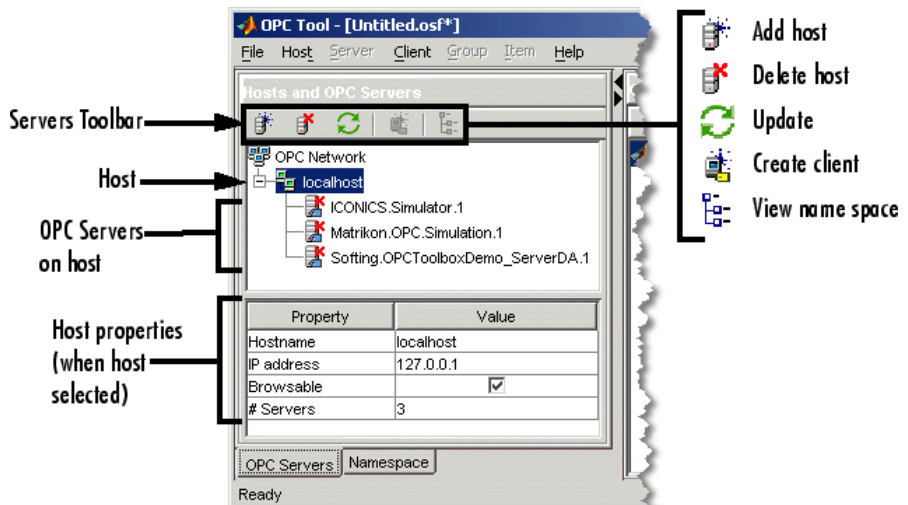 OPC Tool - [Untitled.osf*]
File Host Server Client Group Item Help
Hosts and OPC Servers
Servers Toolbar
OPC Network
Host
localhost
ICONICS.Simulator.1
OPC Servers
on host
Matrikon.OPC.Simulation.1
Softing.OPCToolboxDemo_ServerDA.1
Host properties
(when host
selected)
Property Value
Hostname localhost
IP address 127.0.0.1
Browsable
# Servers 3
OPC Servers Namespace
Ready
Add host
Delete host
Update
Create client
View name space